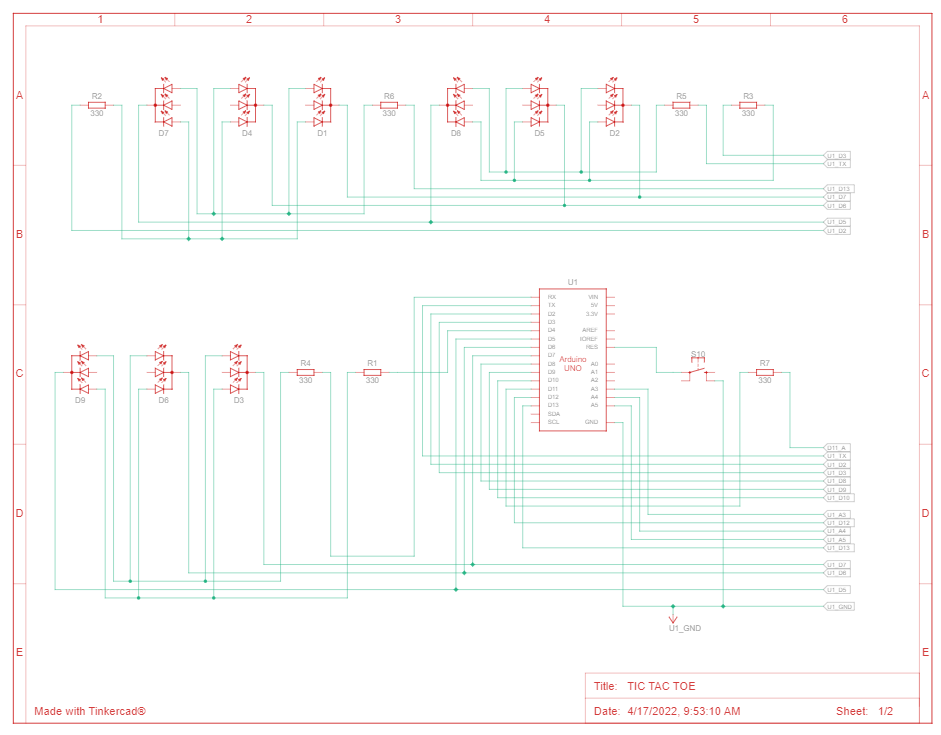 1 2 3 4 5 6
A A
R2
330
D7
D4
D1
R6
330
D8
D5
D2
R5
330
R3
330
U1_D3
U1_TX
U1_D13
U1_D7
U1_D6
U1_D5
U1_D2
B B
U1
RX VIN
TX 5V
D2 3.3V
D3
D4 AREF
D5 IOREF
D6 RES
D7
D8 A0
D9 A1
D10 A2
D11 A3
D12 A4
D13 A5
SDA
SCL GND
Arduino
UNO
C C
D9
D6
D3
R4
330
R1
330
S10
R7
330
D11_A
U1_TX
U1_D2
U1_D3
U1_D8
U1_D9
U1_D10
U1_A3
U1_D12
U1_A4
U1_A5
U1_D13
D D
U1_D7
U1_D6
U1_D5
U1_GND
U1_GND
E E
Title: TIC TAC TOE
Made with Tinkercad®
Date: 4/17/2022, 9:53:10 AM Sheet: 1/2